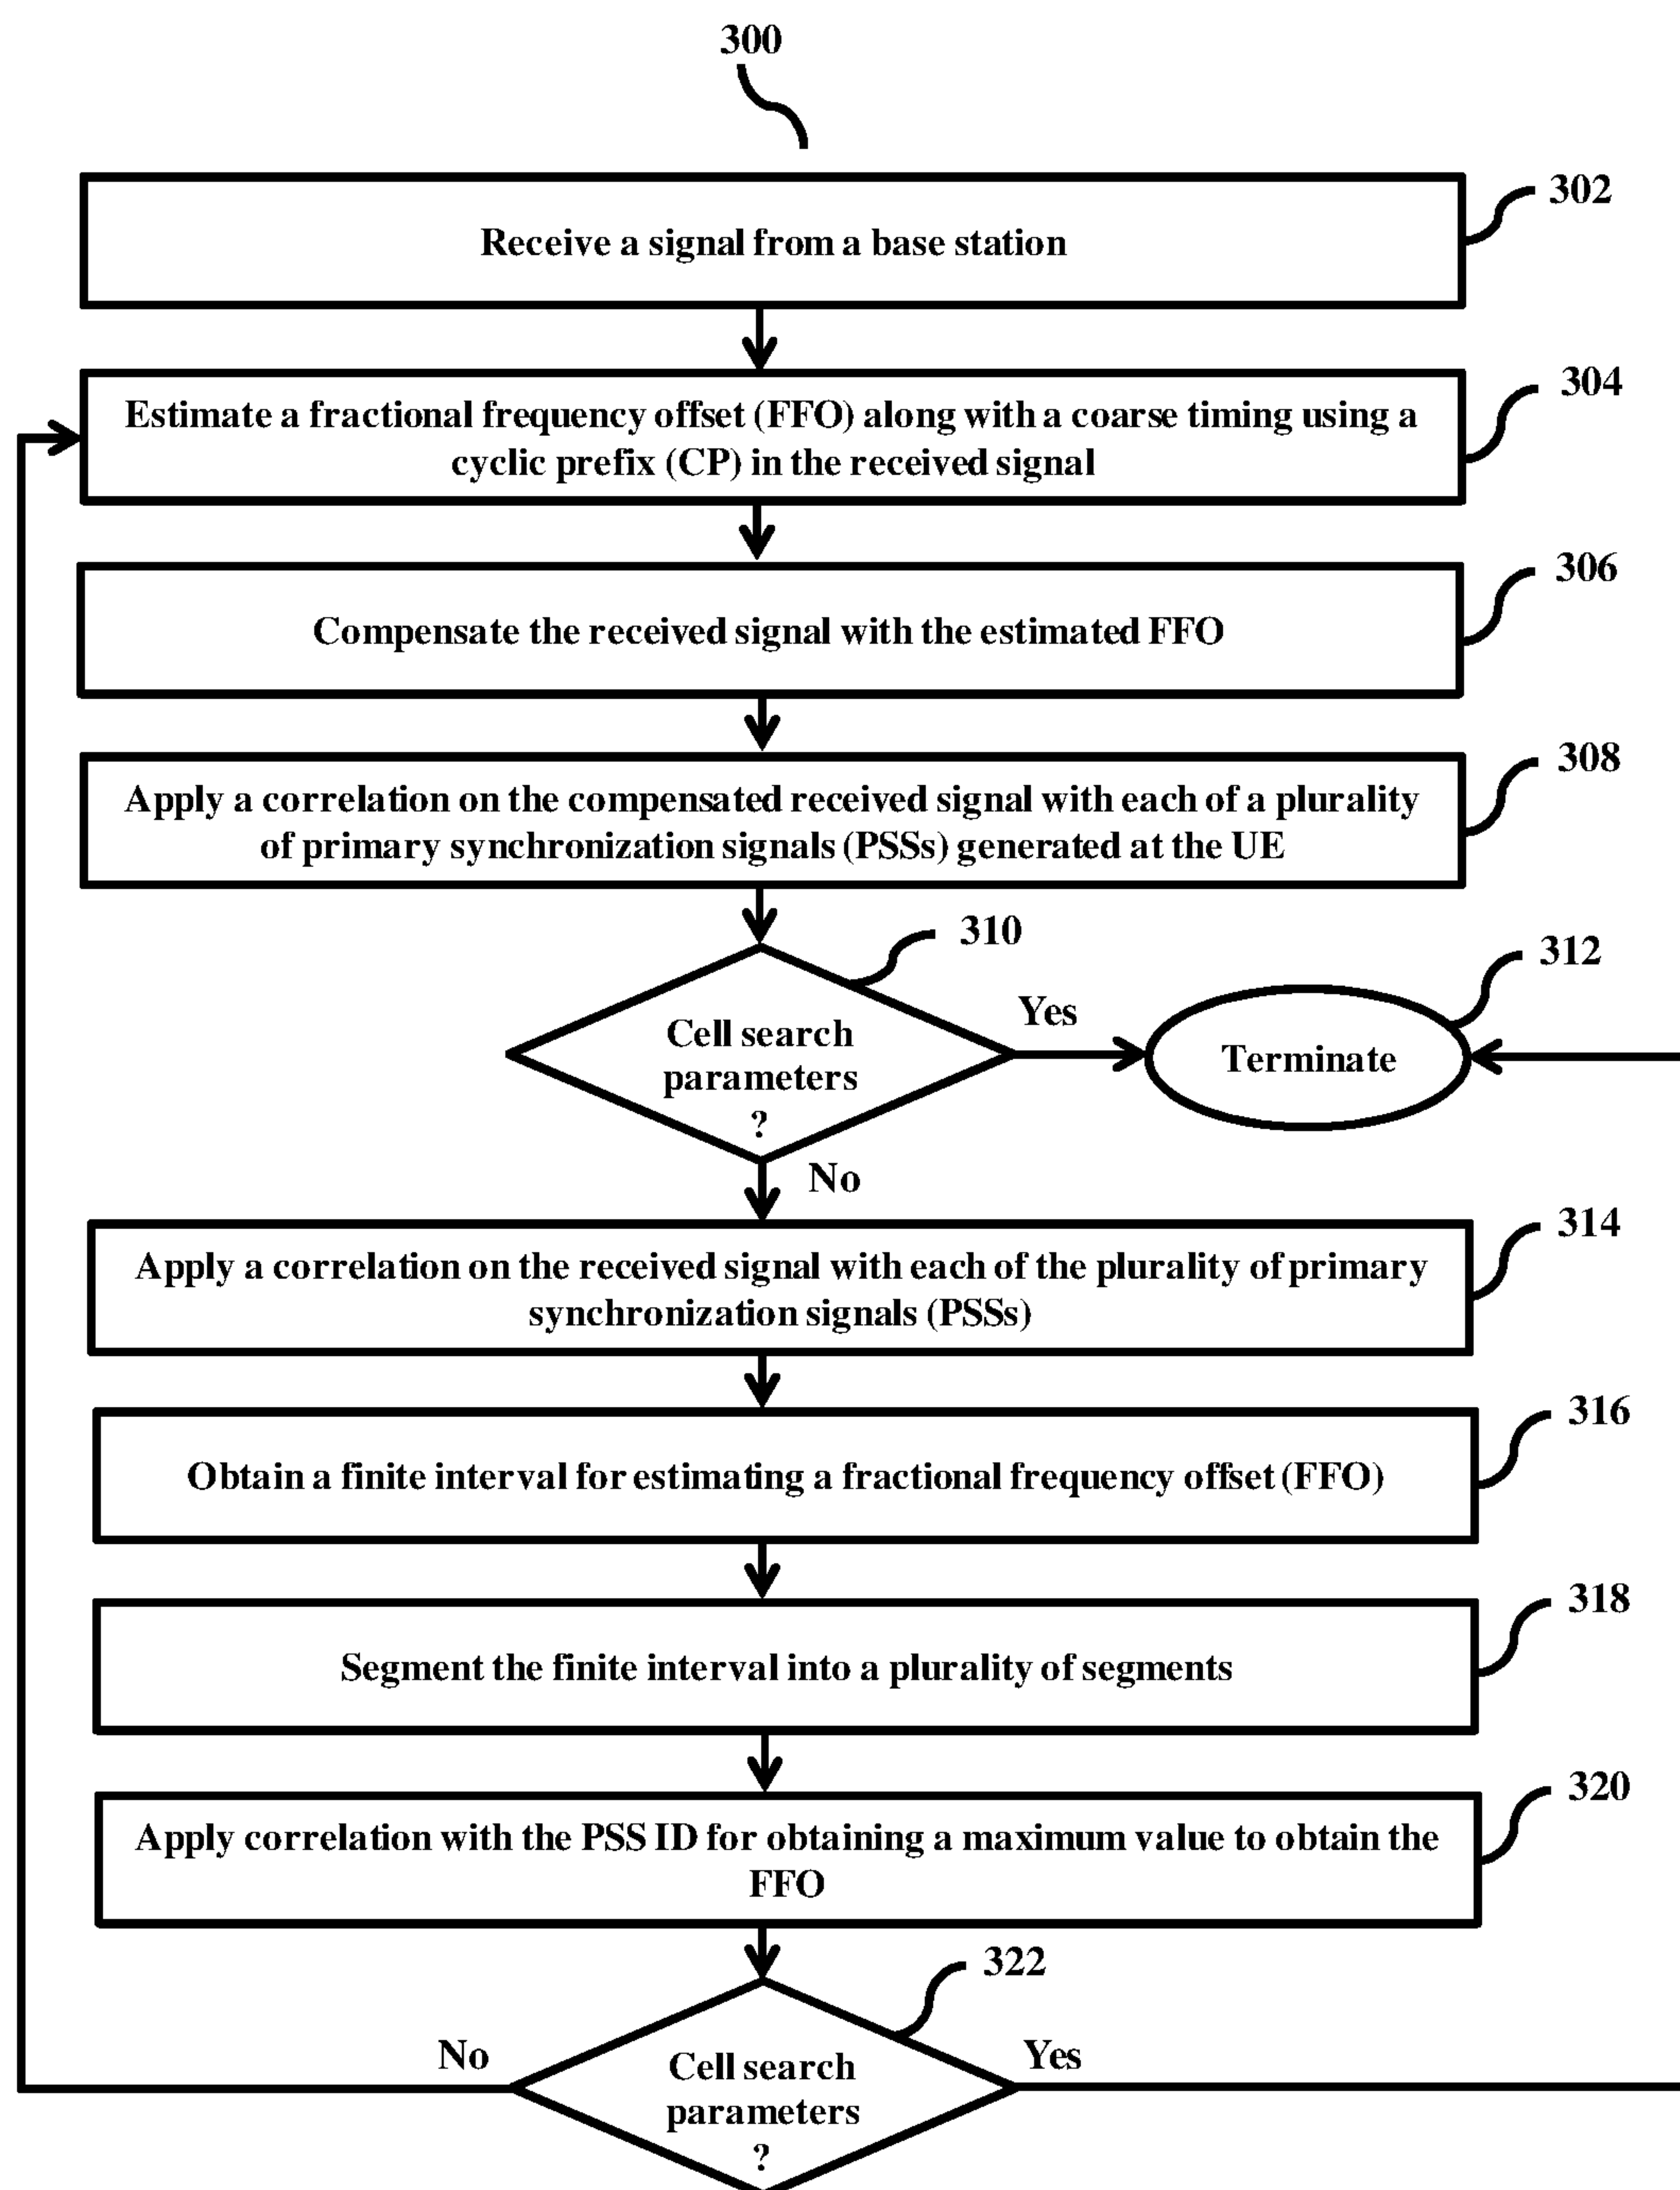 300
302
Receive a signal from a base station
304
Estimate a fractional frequency offset (FFO) along with a coarse timing using a
cyclic prefix (CP) in the received signal
306
Compensate the received signal with the estimated FFO
308
Apply a correlation on the compensated received signal with each of a plurality
of primary synchronization signals (PSSs) generated at the UE
310
312
Yes
Cell search
parameters
?
Terminate
No
314
Apply a correlation on the received signal with each of the plurality of primary
synchronization signals (PSSs)
316
Obtain a finite interval for estimating a fractional frequency offset (FFO)
318
Segment the finite interval into a plurality of segments
320
Apply correlation with the PSS ID for obtaining a maximum value to obtain the
FFO
322
No
Yes
Cell search
parameters
?